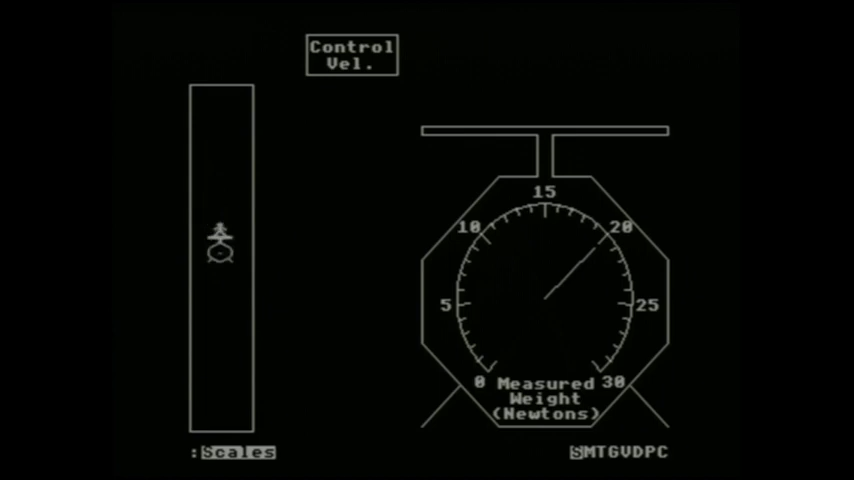 Control
Vel.
15
10
20
5
25
0
Measured
30
Weight
(Newtons)
:Scales
SMTGVDPC